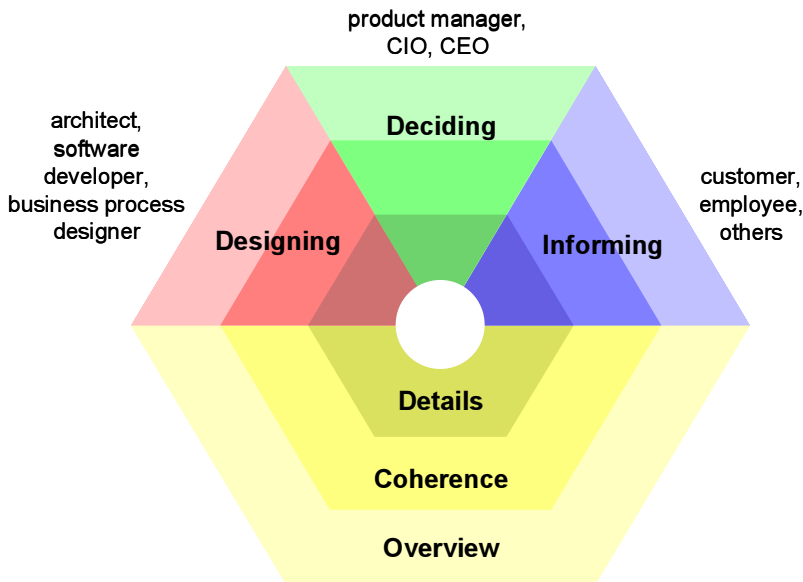 product manager,
CIO, CEO
Deciding
architect,
software
developer,
business process
designer
Designing
customer,
employee,
others
Informing
Details
Coherence
Overview